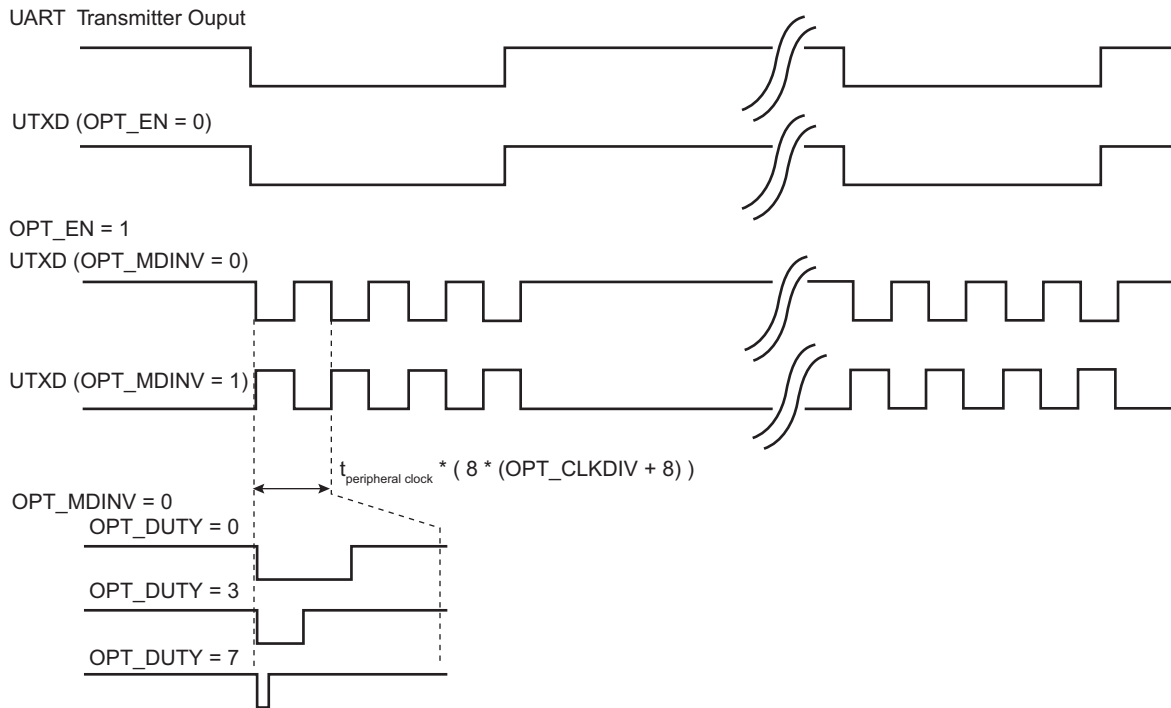 UART  Transmitter Ouput
UTXD (OPT_EN = 0)
OPT_EN = 1
UTXD (OPT_MDINV = 0)
UTXD (OPT_MDINV = 1)
t peripheral clock * ( 8 * (OPT_CLKDIV + 8) )
OPT_MDINV = 0
OPT_DUTY = 0
OPT_DUTY = 3
OPT_DUTY = 7